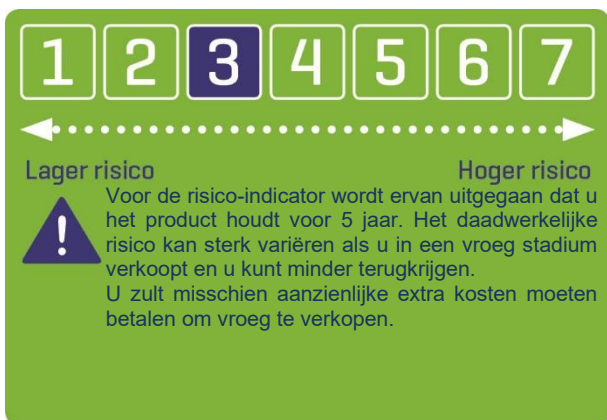 1 2 3 4 5 6 7
Lager risico Hoger risico
!
Voor de risico-indicator wordt ervan uitgegaan dat u
het product houdt voor 5 jaar. Het daadwerkelijke
risico kan sterk variëren als u in een vroeg stadium
verkoopt en u kunt minder terugkrijgen.
U zult misschien aanzienlijke extra kosten moeten
betalen om vroeg te verkopen.